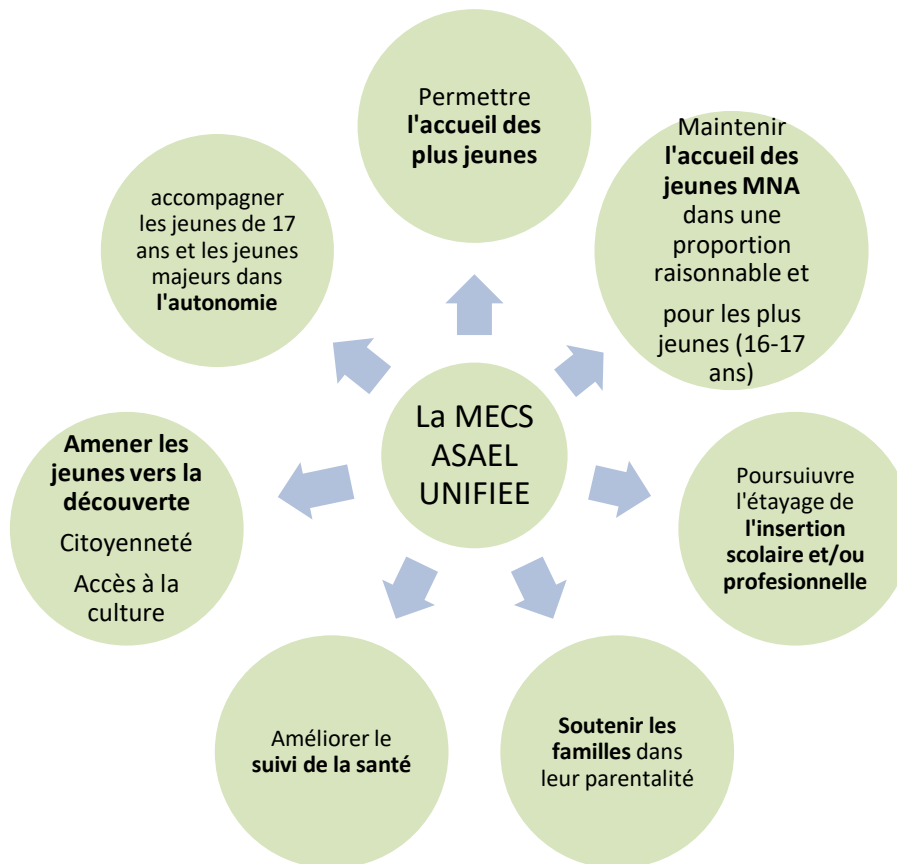 Permettre
l'accueil des
plus jeunes
Maintenir
l'accueil des
jeunes MNA
dans une
proportion
raisonnable et
pour les plus
jeunes (16-17
ans)
Poursuiuvre
l'étayage de
l'insertion
scolaire et/ou
profesionnelle
Soutenir les
familles dans
leur parentalité
Améliorer le
suivi de la santé
Amener les
jeunes vers la
découverte
Citoyenneté
Accès à la
culture
accompagner
les jeunes de 17
ans et les jeunes
majeurs dans
l'autonomie
La MECS
ASAEL
UNIFIEE